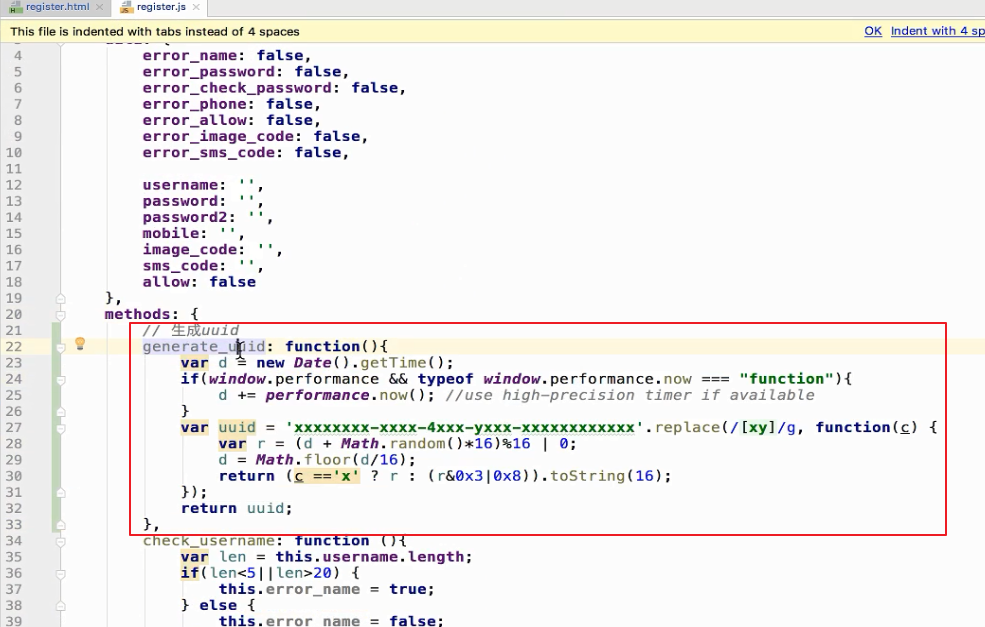 register.html × register.js ×
This file is indented with tabs instead of 4 spaces OK Indent with 4 sp
4 error_name: false,
5 error_password: false,
6 error_check_password: false,
7 error_phone: false,
8 error_allow: false,
9 error_image_code: false,
10 error_sms_code: false,
11
12 username: '',
13 password: '',
14 password2: '',
15 mobile: '',
16 image_code: '',
17 sms_code: '',
18 allow: false
19 },
20 methods: {
21 // 生成uuid
22 generate_uuid: function(){
23 var d = new Date().getTime();
24 if(window.performance && typeof window.performance.now === "function"){
25 d += performance.now(); //use high-precision timer if available
26 }
27 var uuid = 'xxxxxxxx-xxxx-4xxx-yxxx-xxxxxxxxxxxx'.replace(/[xy]/g, function(c) {
28 var r = (d + Math.random()*16)%16 | 0;
29 d = Math.floor(d/16);
30 return (c =='x' ? r : (r&0x3|0x8)).toString(16);
31 });
32 return uuid;
33 },
34 check_username: function (){
35 var len = this.username.length;
36 if(len<5||len>20) {
37 this.error_name = true;
38 } else {
39 this.error_name = false;